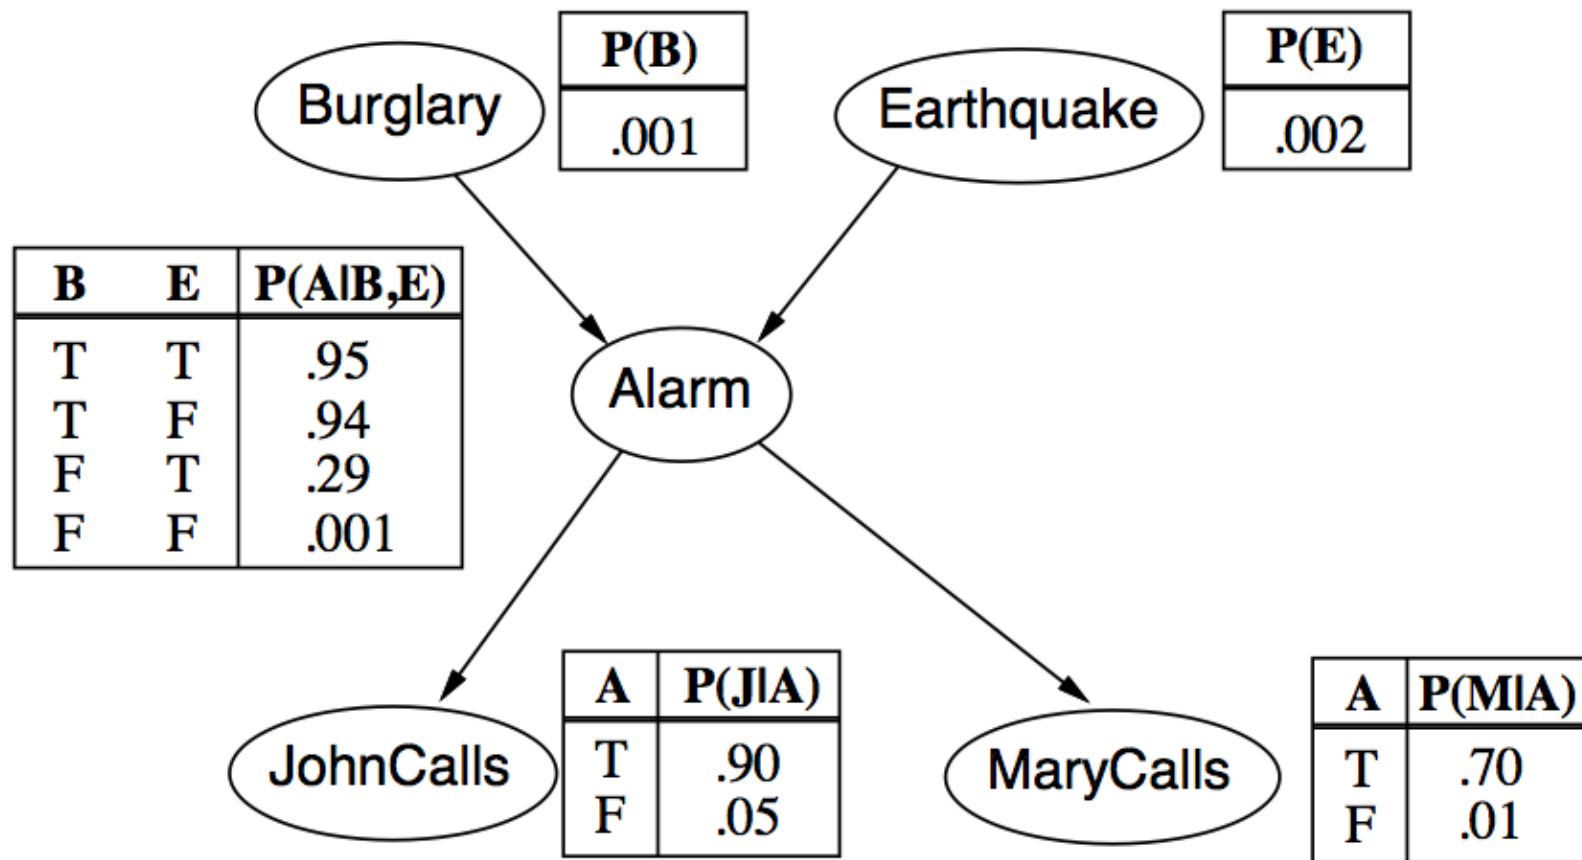 Burglary
P(B)
.001
Earthquake
P(E)
.002
B E P(A|B,E)
T T .95
T F .94
F T .29
F F .001
Alarm
JohnCalls
A P(J|A)
T .90
F .05
MaryCalls
A P(M|A)
T .70
F .01